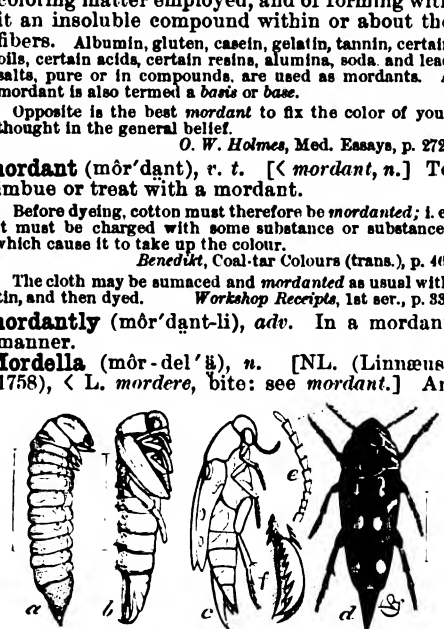 coloring matter employed, and of forming with
it an insoluble compound within or about the
fibers. Albumin, gluten, casein, gelatin, tannin, certain
oils, certain acids, certain resins, alumina, soda and lead
salts, pure or in compounds, are used as mordants.
mordant is also termed a basis or base.
Opposite is the best mordant to fix the color of you
thought in the general belief.
O. W. Holmes, Med. Essays, p. 272
mordant (môr′dạnt), v. t. [< mordant, n.] To
imbue or treat with a mordant.
Before dyeing, cotton must therefore be mordanted; i. e
it must be charged with some substance or substance
which cause it to take up the colour.
Benedikt, Coal-tar Colours (trans.), p.
The cloth may be sumaced and mordanted as usual with
tin, and then dyed. Workshop Receipts, 1st ser., p. 33
mordantly (môr′dạnt-li), adv. In a mordant
manner.
Mordella (môr-del′ä), n. [NL. (Linnæus
1758), < L. mordere, bite: see mordant.] An
e
a b c f d